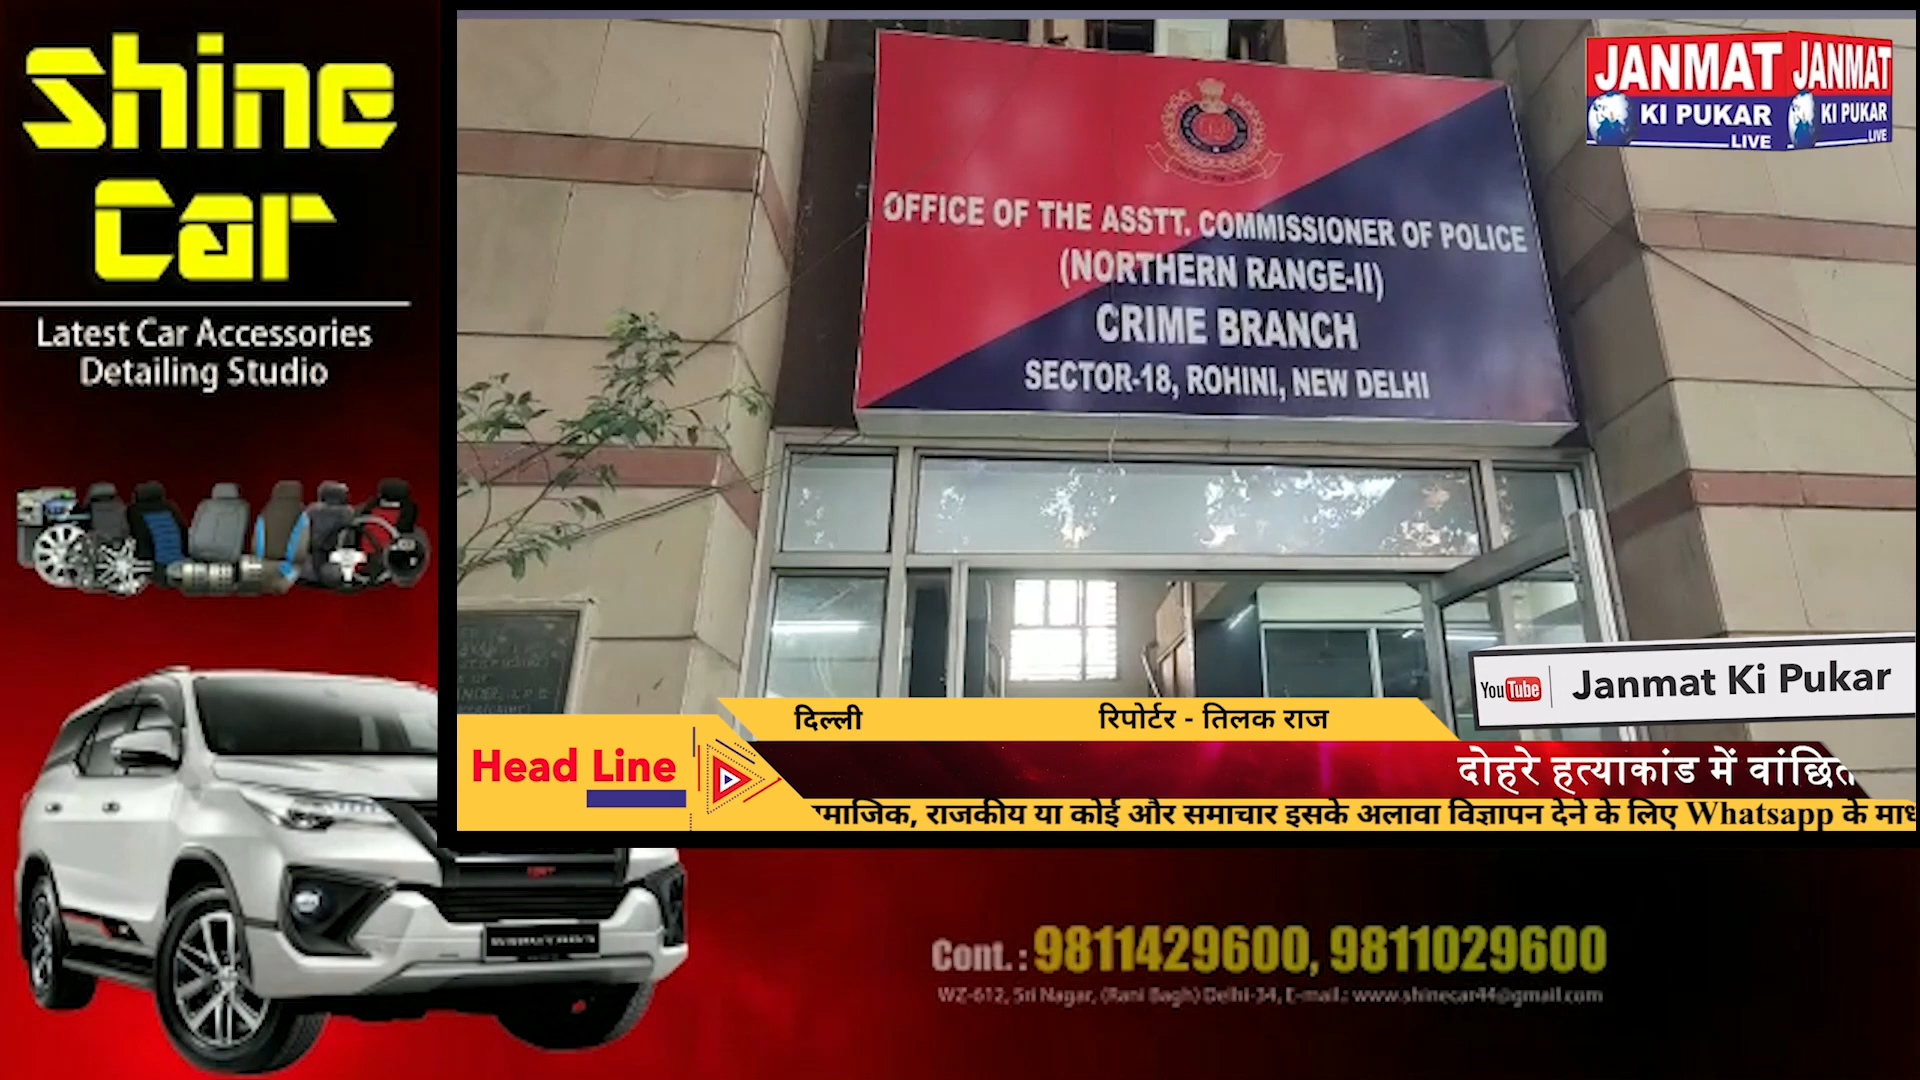 Shine
Car
Latest Car Accessories
Detailing Studio
OFFICE OF THE ASSTT. COMMISSIONER OF POLICE
(NORTHERN RANGE-II)
CRIME BRANCH
SECTOR-18, ROHINI, NEW DELHI
JANMAT JANMAT
KI PUKAR KI PUKAR
LIVE LIVE
YouTube Janmat Ki Pukar
दिल्ली रिपोर्टर - तिलक राज
Head Line
दोहरे हत्याकांड में वांछित
राजकीय या कोई और समाचार इसके अलावा विज्ञापन देने के लिए Whatsapp के
Cont. : 9811429600, 9811029600
WZ-612, Sri Nagar, (Rani Bagh) Delhi-34, E-mail.: www.shinecar44@gmail.com